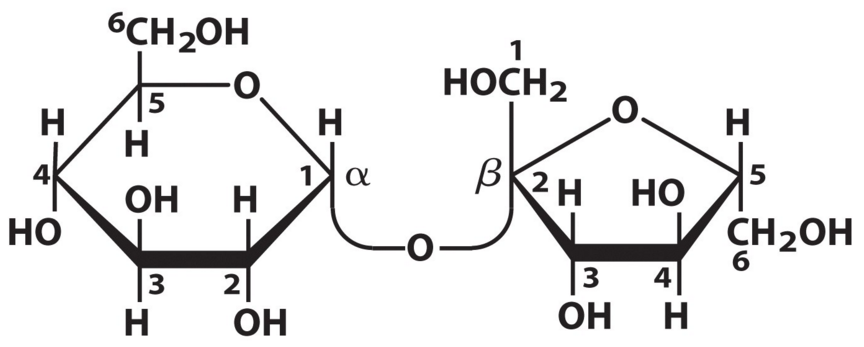 6CH2OH
1
HOCH2
5 O
O
H H H H
4 1 α β 2 5
OH H H HO
HO O CH2OH
3 2 3 4 6
H OH OH H